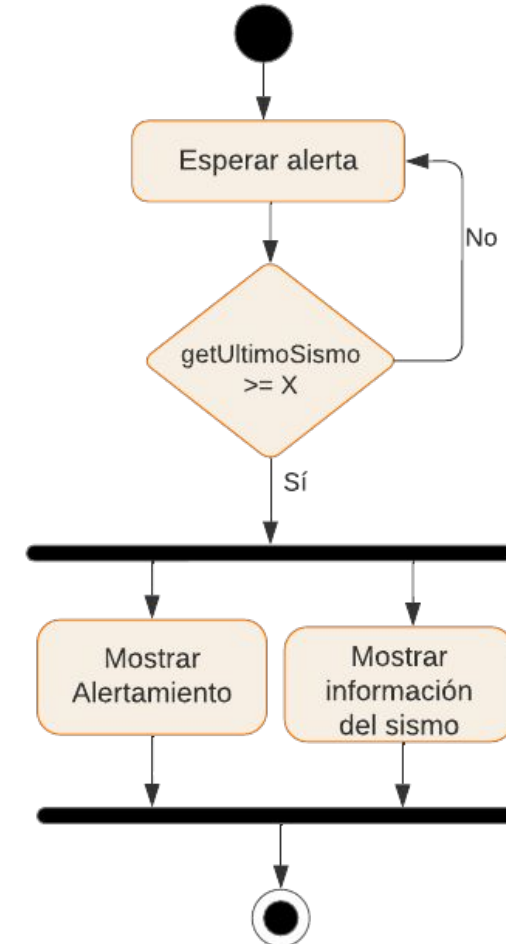 Esperar alerta
No
getUltimoSismo
>= X
Sí
Mostrar
Alertamiento
Mostrar
información
del sismo